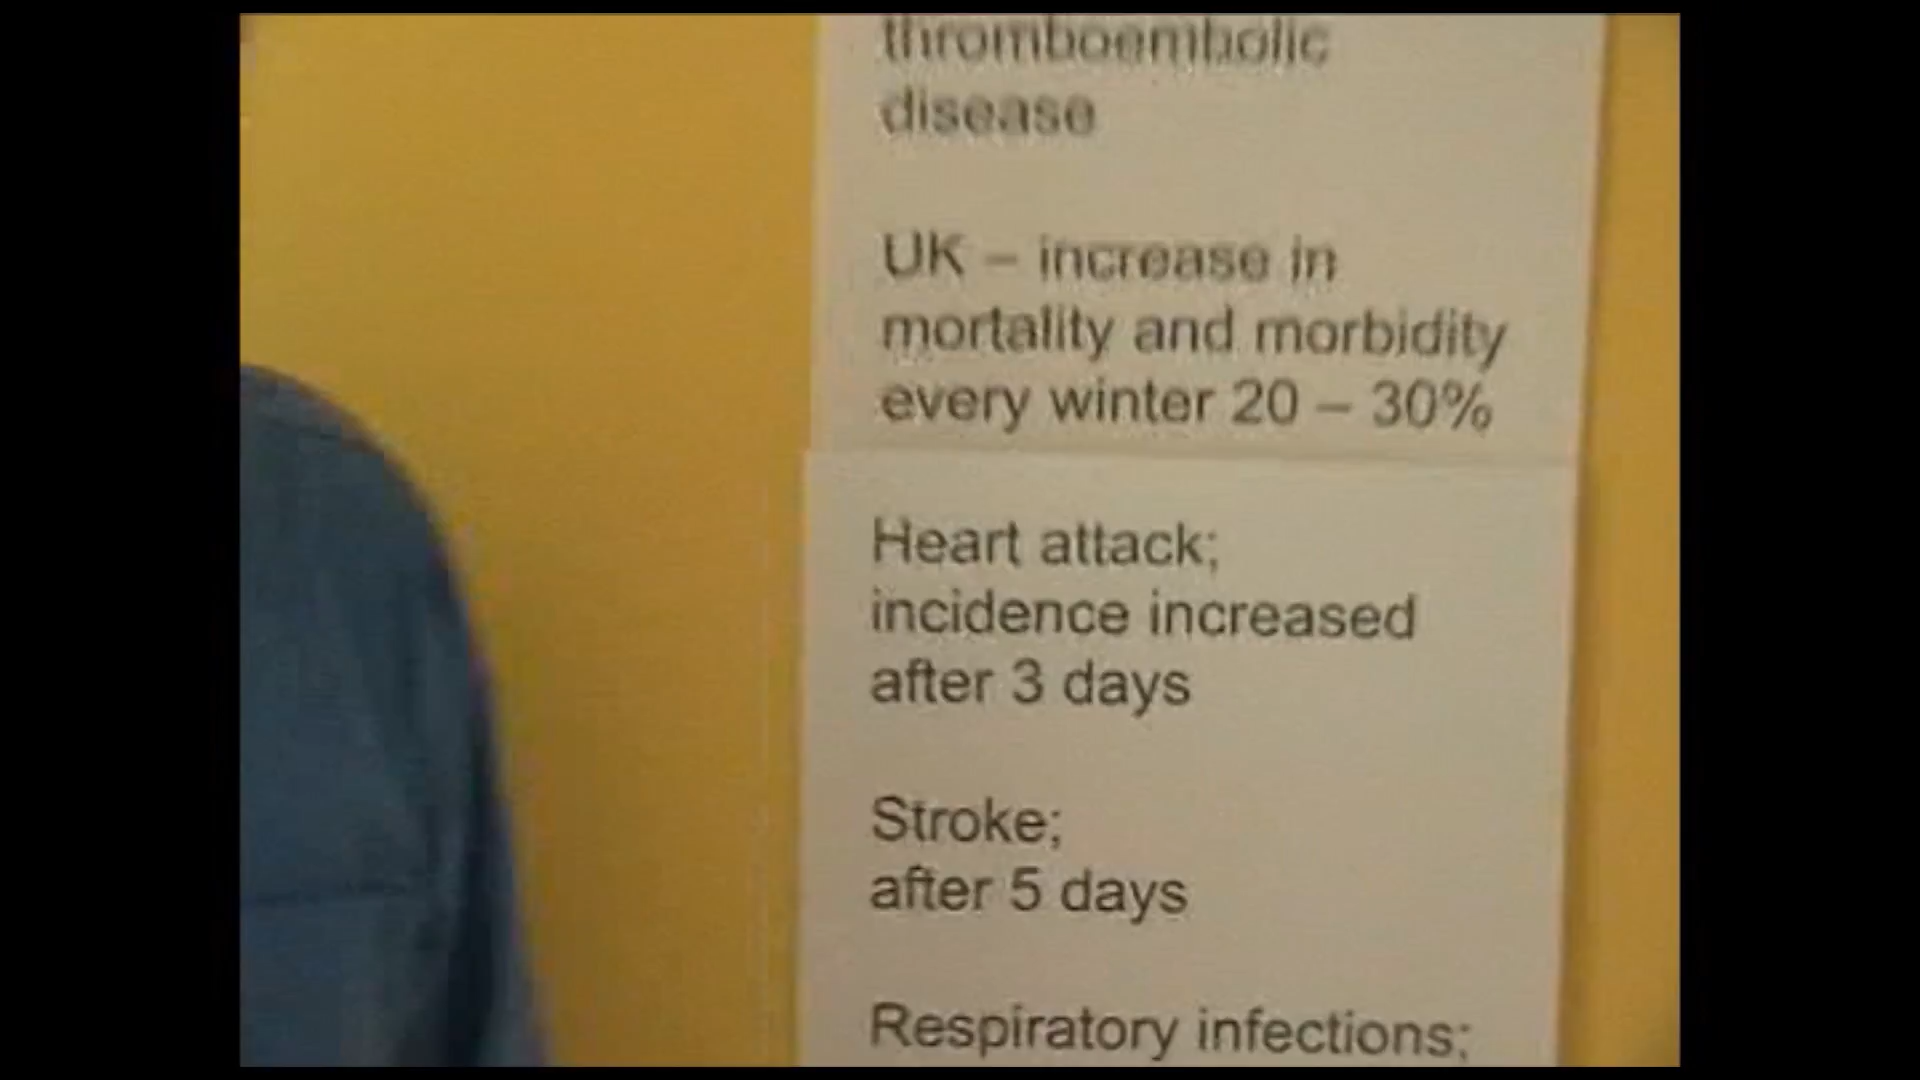 thromboembolic
disease
UK – increase in
mortality and morbidity
every winter 20 – 30%
Heart attack;
incidence increased
after 3 days
Stroke;
after 5 days
Respiratory infections;